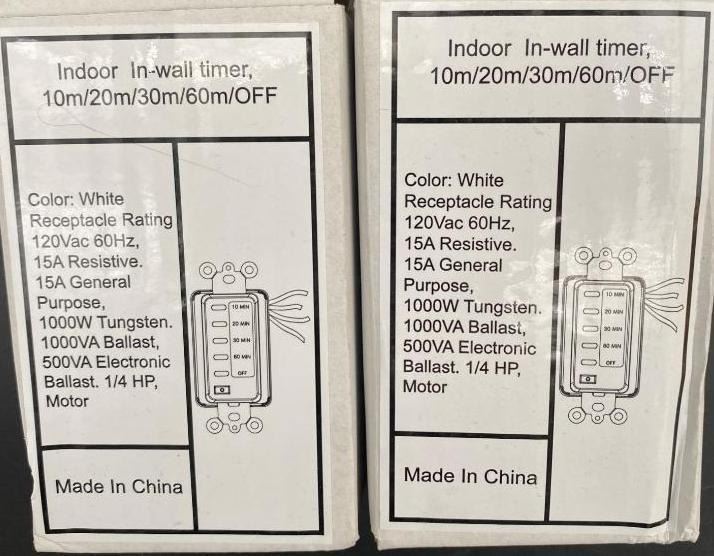 Indoor In-wall timer,
10m/20m/30m/60m/OFF
Color: White
Receptacle Rating
120Vac 60Hz,
15A Resistive.
15A General
Purpose,
1000W Tungsten.
1000VA Ballast,
500VA Electronic
Ballast. 1/4 HP,
Motor
10 MIN
20 MIN
30 MIN
60 MIN
OFF
Made In China
Indoor In-wall timer,
10m/20m/30m/60m/OFF
Color: White
Receptacle Rating
120Vac 60Hz,
15A Resistive.
15A General
Purpose,
1000W Tungsten.
1000VA Ballast,
500VA Electronic
Ballast. 1/4 HP,
Motor
10 MIN
20 MIN
30 MIN
60 MIN
OFF
Made In China